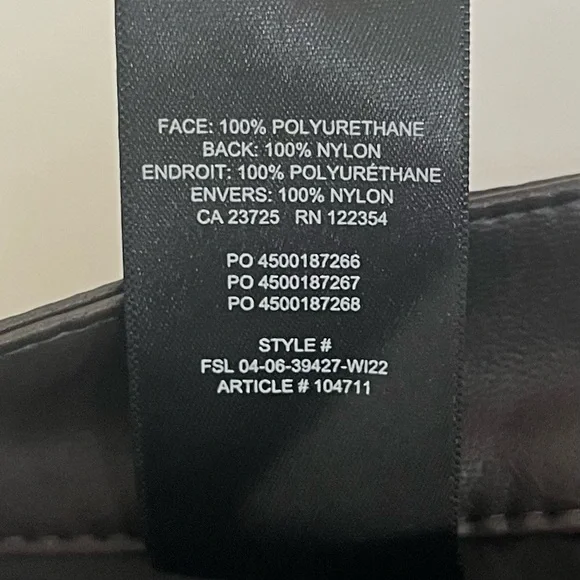 FACE: 100% POLYURETHANE
BACK: 100% NYLON
ENDROIT: 100% POLYURÉTHANE
ENVERS: 100% NYLON
CA 23725 RN 122354
PO 4500187266
PO 4500187267
PO 4500187268
STYLE #
FSL 04-06-39427-WI22
ARTICLE # 104711